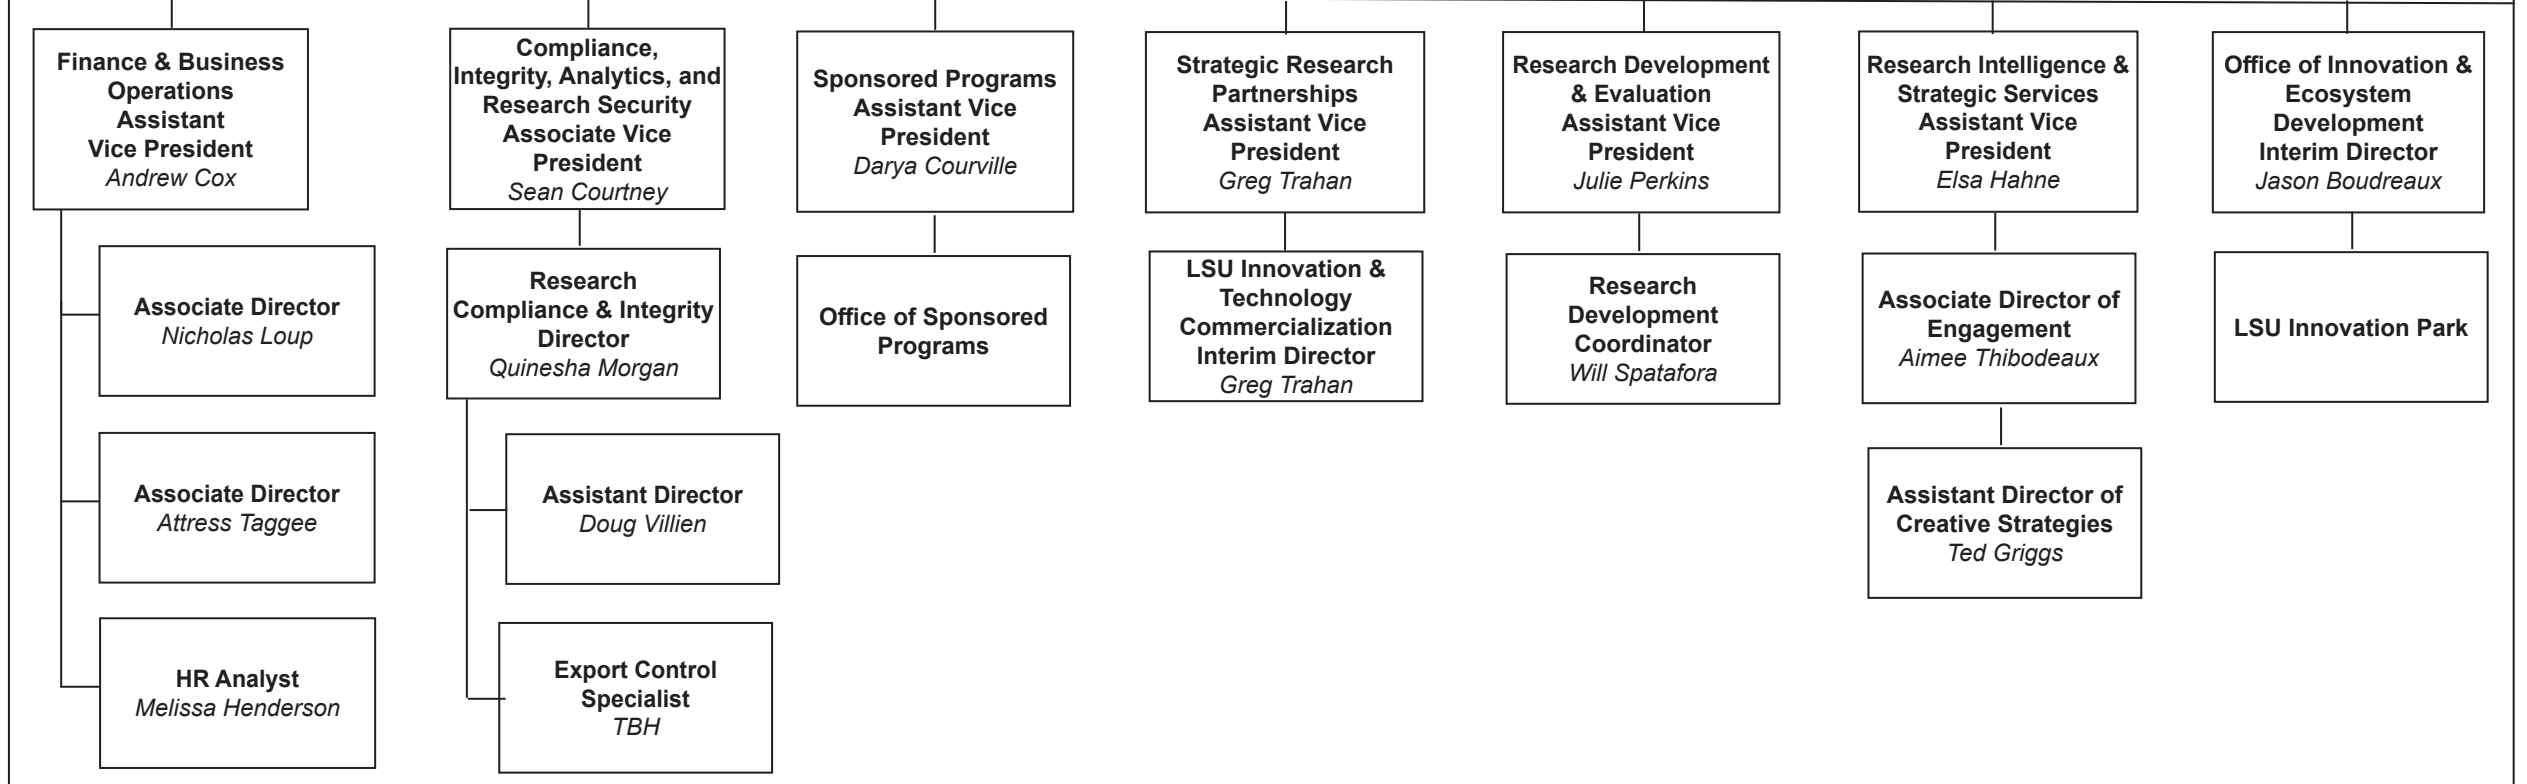 Finance & Business
Operations
Assistant
Vice President
Andrew Cox
Compliance,
Integrity, Analytics, and
Research Security
Associate Vice
President
Sean Courtney
Sponsored Programs
Assistant Vice
President
Darya Courville
Strategic Research
Partnerships
Assistant Vice
President
Greg Trahan
Research Development
& Evaluation
Assistant Vice
President
Julie Perkins
Research Intelligence &
Strategic Services
Assistant Vice
President
Elsa Hahne
Office of Innovation &
Ecosystem
Development
Interim Director
Jason Boudreaux
Associate Director
Nicholas Loup
Research
Compliance & Integrity
Director
Quinesha Morgan
Office of Sponsored
Programs
LSU Innovation &
Technology
Commercialization
Interim Director
Greg Trahan
Research
Development
Coordinator
Will Spatafora
Associate Director of
Engagement
Aimee Thibodeaux
LSU Innovation Park
Associate Director
Attress Taggee
Assistant Director
Doug Villien
Assistant Director of
Creative Strategies
Ted Griggs
HR Analyst
Melissa Henderson
Export Control
Specialist
TBH